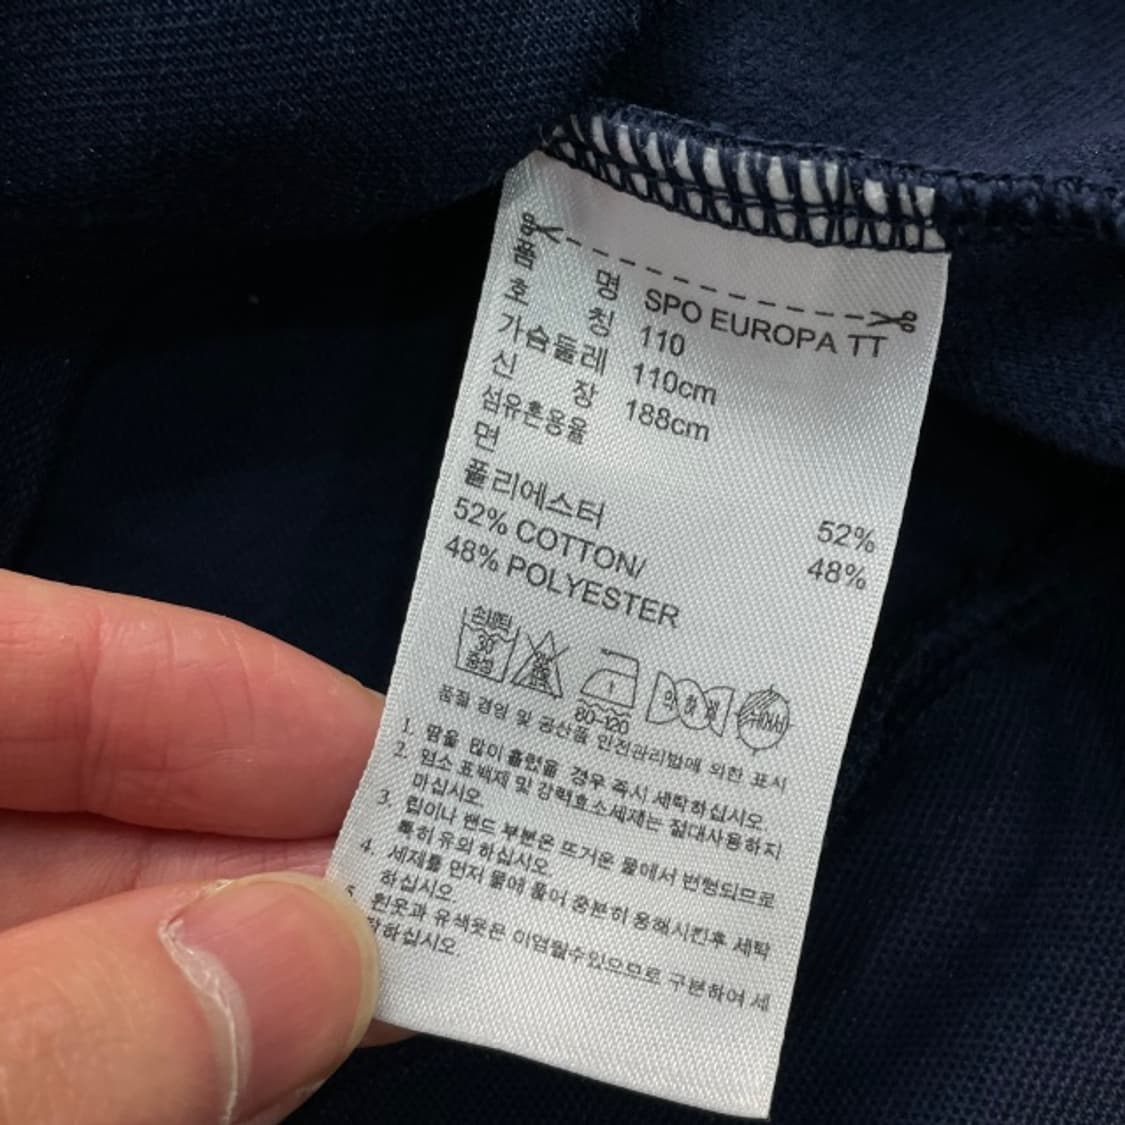 품 명 SPO EUROPA TT
호 칭 110
가슴둘레 110cm
신 장 188cm
섬유혼용율
면 52%
폴리에스터 48%
52% COTTON/
48% POLYESTER
손세탁
30°
중성
80-120
품질 경영 및 공산품 안전관리법에 의한 표시
1. 땀을 많이 흘렸을 경우 즉시 세탁하십시오.
2. 염소 표백제 및 강력효소세제는 절대사용하지
마십시오.
3. 립이나 밴드 부분은 뜨거운 물에서 변형되므로
특히 유의 하십시오.
4. 세제를 먼저 물에 풀어 충분히 용해시킨후 세탁
하십시오.
5. 흰옷과 유색옷은 이염될수있으므로 구분하여 세
탁하십시오.